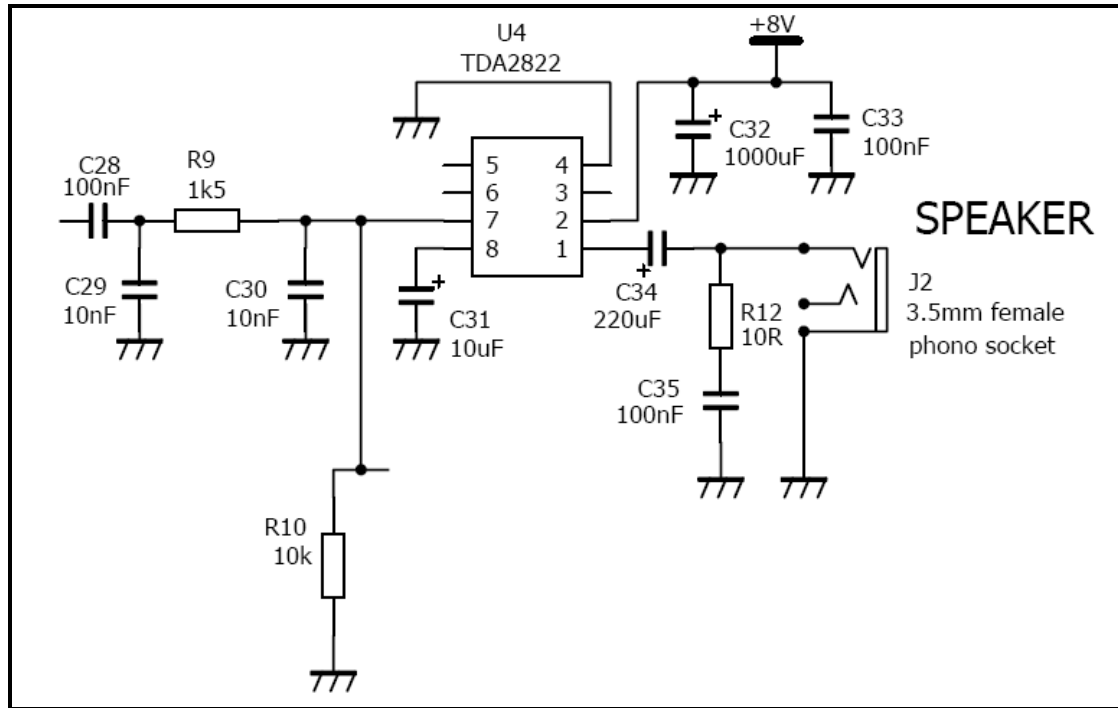 U4
TDA2822
+8V
C28
100nF
R9
1k5
C29
10nF
C30
10nF
5
4
6
3
7
2
8
1
+
C31
10uF
+
C32
1000uF
C33
100nF
SPEAKER
+
C34
220uF
R12
10R
J2
3.5mm female
phono socket
C35
100nF
R10
10k